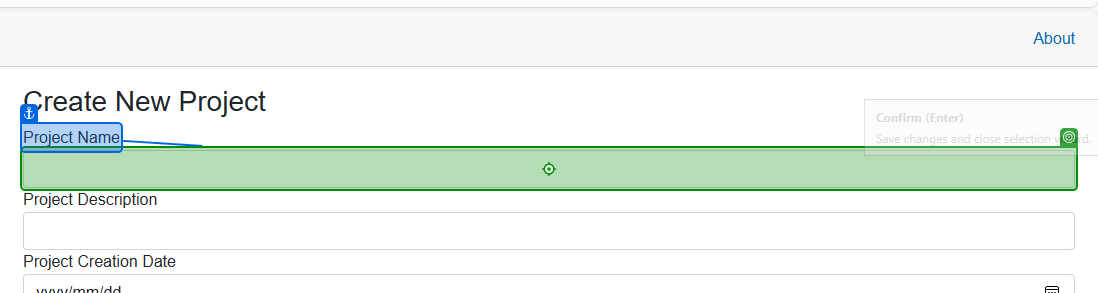 About
Create New Project
Confirm (Enter)
Project Name
Save changes and close selection wizard.
Project Description
Project Creation Date
yyyy/mm/dd